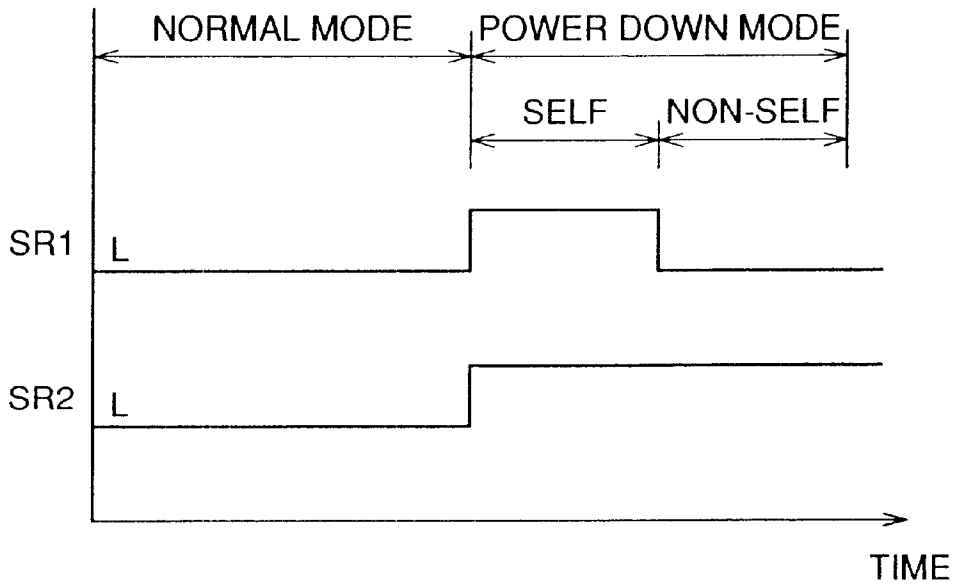 NORMAL MODE POWER DOWN MODE
SELF NON-SELF
SR1 L
SR2 L
TIME